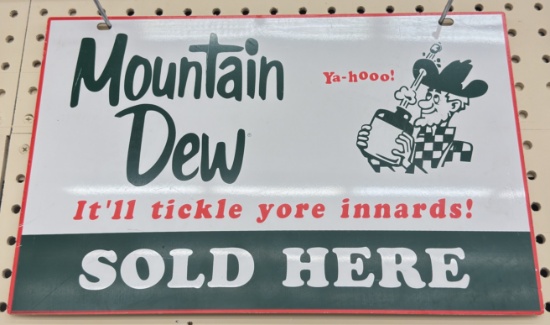 Mountain
Dew
Ya-hooo!
It'll tickle yore innards!
SOLD HERE